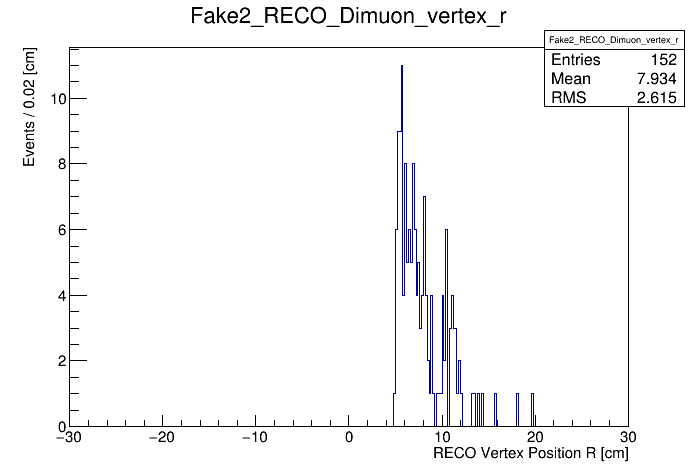 Fake2_RECO_Dimuon_vertex_r
Fake2_RECO_Dimuon_vertex_r
Entries 152
Mean 7.934
RMS 2.615
Events / 0.02 [cm]
10
8
6
4
2
0
−30 −20 −10 0 10 20 30
RECO Vertex Position R [cm]